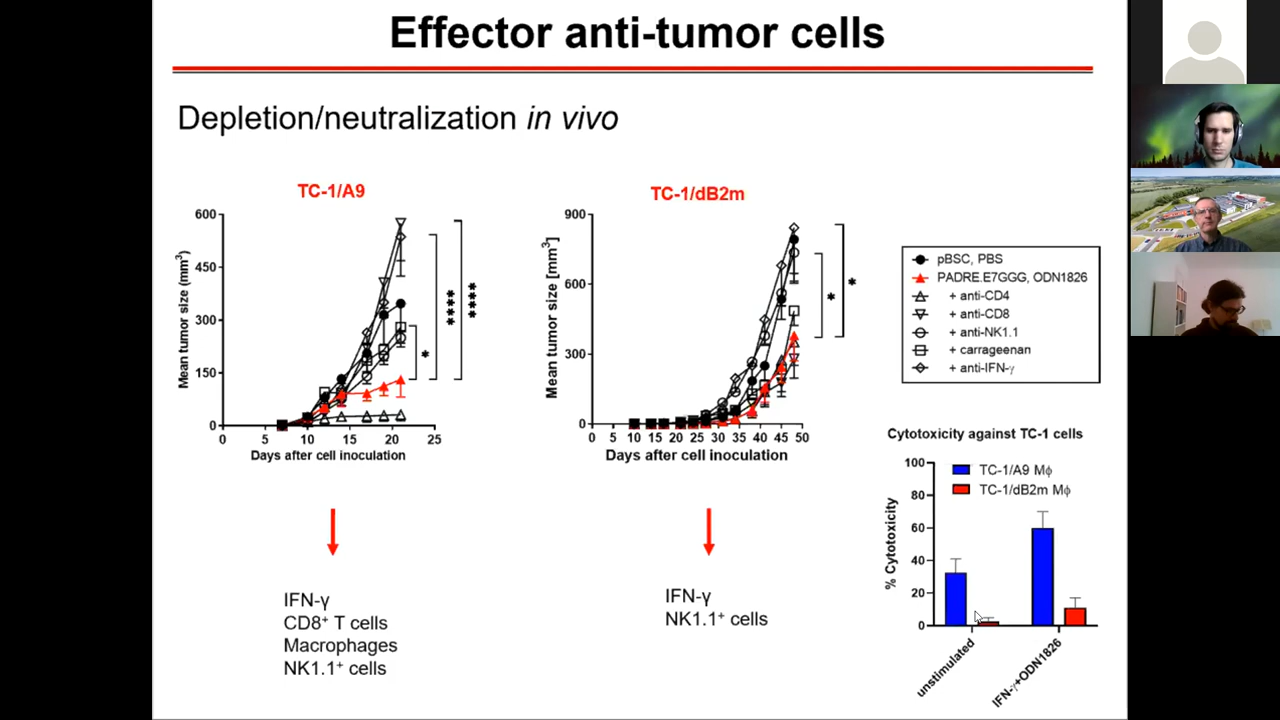 Effector anti-tumor cells
Depletion/neutralization in vivo
TC-1/A9
600
450
300
150
0
Mean tumor size (mm³)
0 5 10 15 20 25
Days after cell inoculation
****
****
*
TC-1/dB2m
900
600
300
0
Mean tumor size [mm³]
0 5 10 15 20 25 30 35 40 45 50
Days after cell inoculation
*
*
pBSC, PBS
PADRE.E7GGG, ODN1826
+ anti-CD4
+ anti-CD8
+ anti-NK1.1
+ carrageenan
+ anti-IFN-γ
IFN-γ
CD8⁺ T cells
Macrophages
NK1.1⁺ cells
IFN-γ
NK1.1⁺ cells
Cytotoxicity against TC-1 cells
TC-1/A9 Mϕ
TC-1/dB2m Mϕ
100
80
60
40
20
0
% Cytotoxicity
unstimulated
IFN-γ+ODN1826